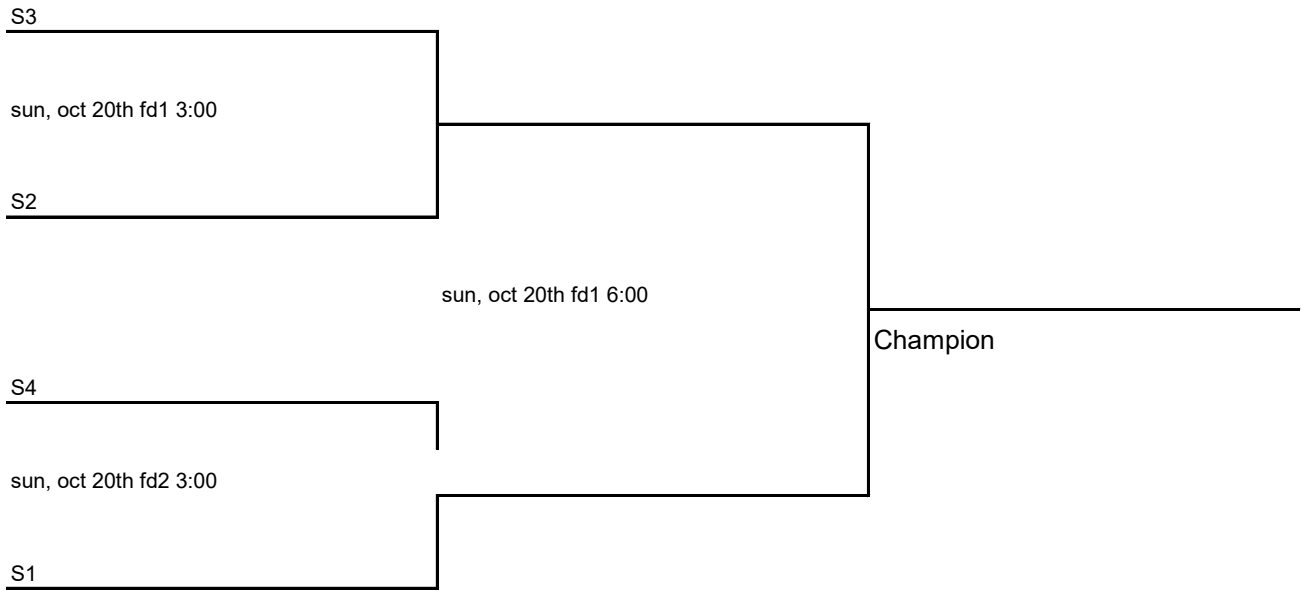 S3
sun, oct 20th fd1 3:00
S2
sun, oct 20th fd1 6:00
Champion
S4
sun, oct 20th fd2 3:00
S1